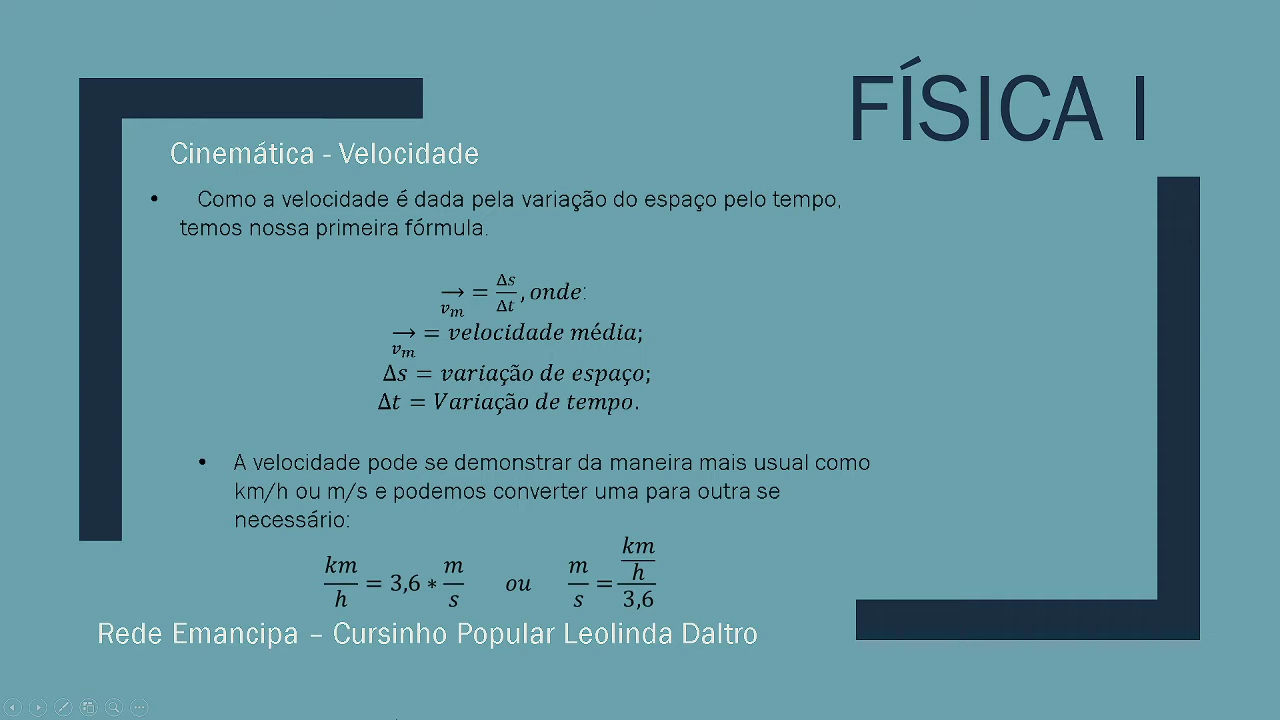 FÍSICA I
Cinemática - Velocidade
• Como a velocidade é dada pela variação do espaço pelo tempo,
temos nossa primeira fórmula.
→ v_m = Δs/Δt, onde:
→ v_m = velocidade média;
Δs = variação de espaço;
Δt = Variação de tempo.
• A velocidade pode se demonstrar da maneira mais usual como
km/h ou m/s e podemos converter uma para outra se
necessário:
km/h = 3,6 * m/s ou m/s = km/h/3,6
Rede Emancipa – Cursinho Popular Leolinda Daltro